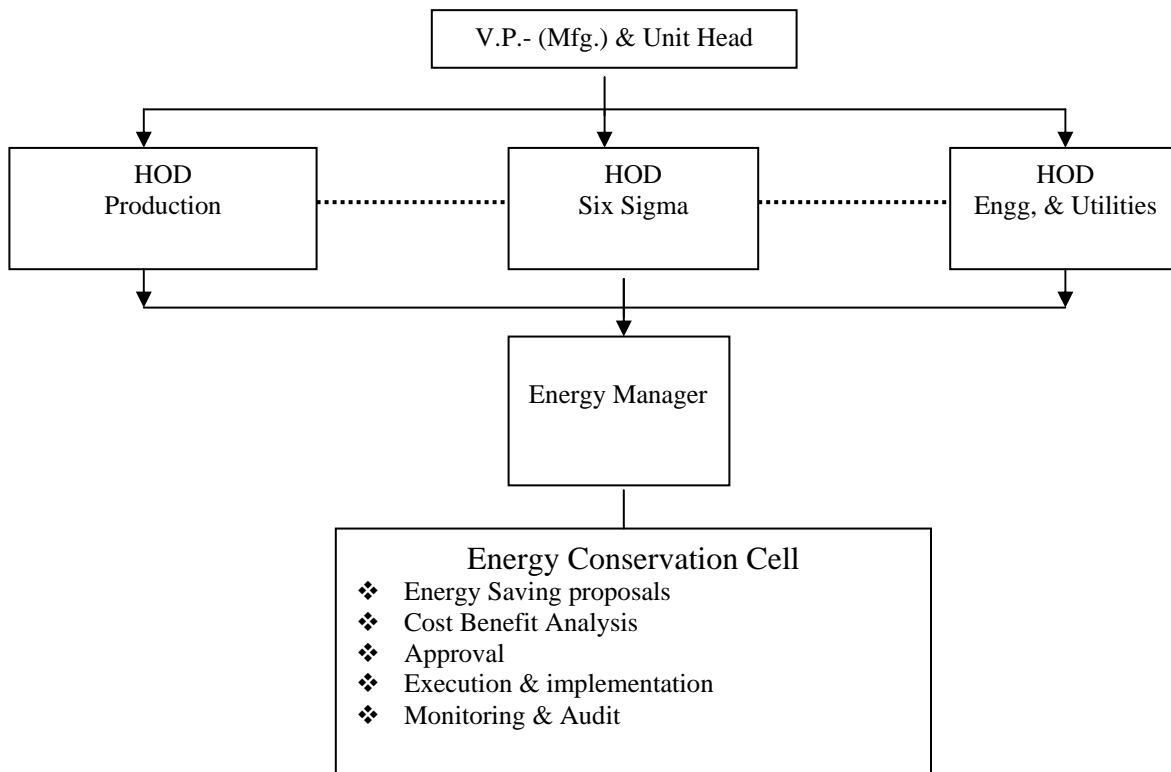 V.P.- (Mfg.) & Unit Head
HOD
Production
HOD
Six Sigma
HOD
Engg, & Utilities
Energy Manager
Energy Conservation Cell
❖ Energy Saving proposals
❖ Cost Benefit Analysis
❖ Approval
❖ Execution & implementation
❖ Monitoring & Audit